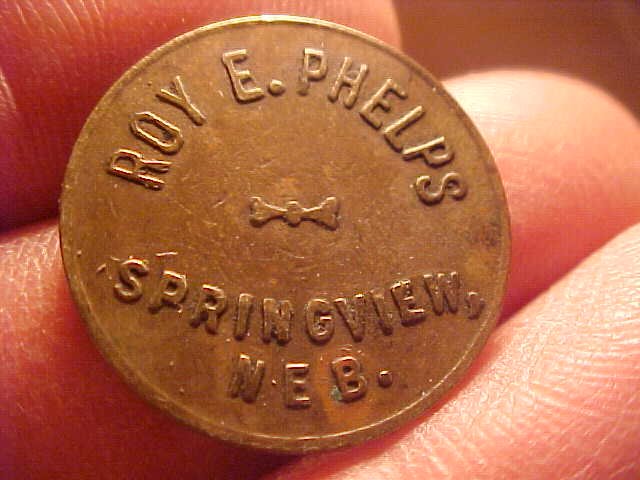 ROY E. PHELPS
SPRINGVIEW,
NEB.